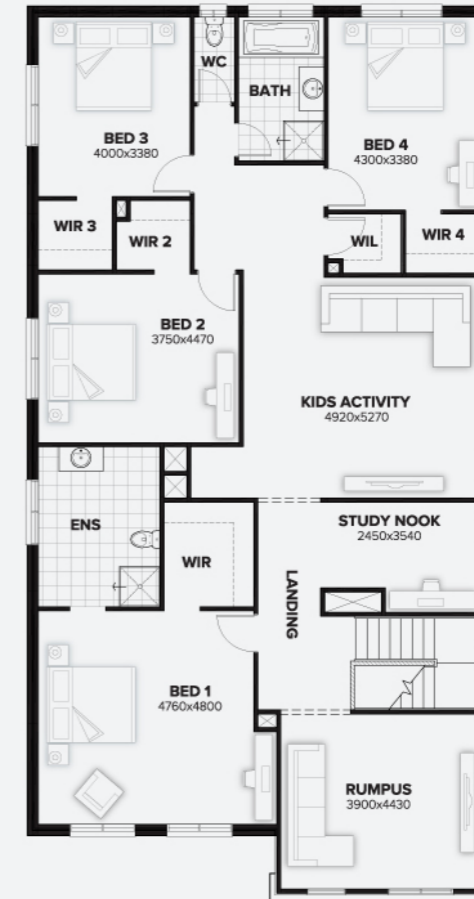 WC
BATH
BED 3
4000x3380
BED 4
4300x3380
WIR 3
WIR 2
WIL
WIR 4
BED 2
3750x4470
KIDS ACTIVITY
4920x5270
ENS
WIR
STUDY NOOK
2450x3540
LANDING
BED 1
4760x4800
RUMPUS
3900x4430